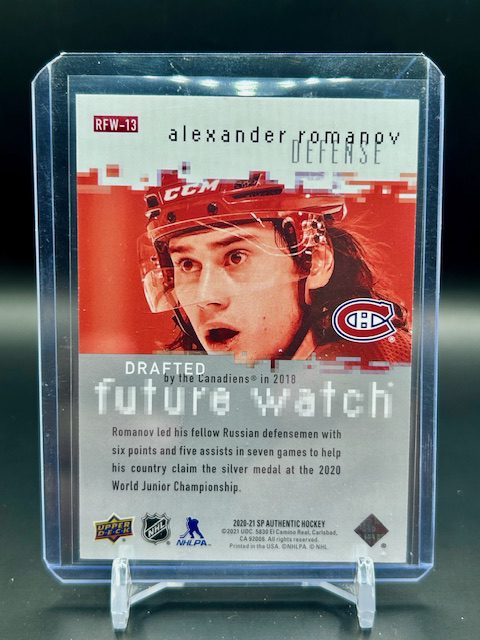 RFW-13
alexander romanov
DEFENSE
CCM
DRAFTED
by the Canadiens® in 2018
future watch
Romanov led his fellow Russian defensemen with
six points and five assists in seven games to help
his country claim the silver medal at the 2020
World Junior Championship.
UPPER DECK
NHL
NHLPA
2020-21 SP AUTHENTIC HOCKEY
©2021 UDC. 5830 El Camino Real, Carlsbad,
CA 92008. All rights reserved.
Printed in the USA. ©NHLPA. © NHL